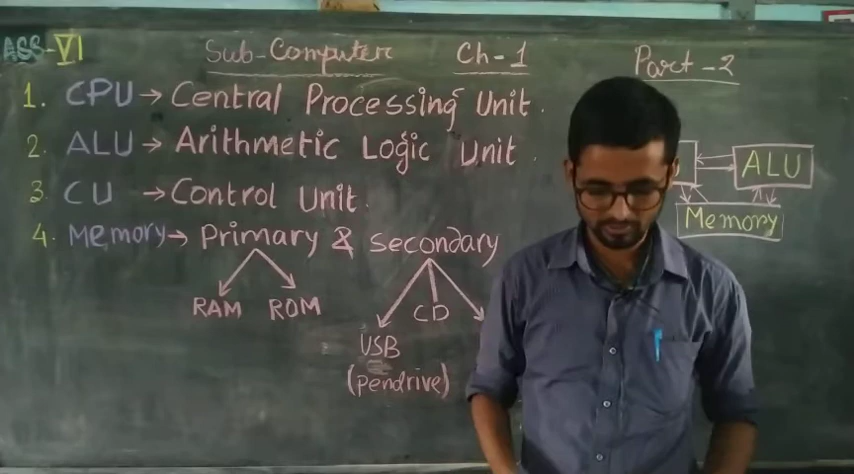 ASS-VI Sub-Computer Ch-1 Part-2
1. CPU → Central Processing Unit.
2. ALU → Arithmetic Logic Unit.
3 CU → Control Unit.
4. Memory → Primary & secondary
RAM ROM
CD
USB
(pendrive)
ALU
Memory